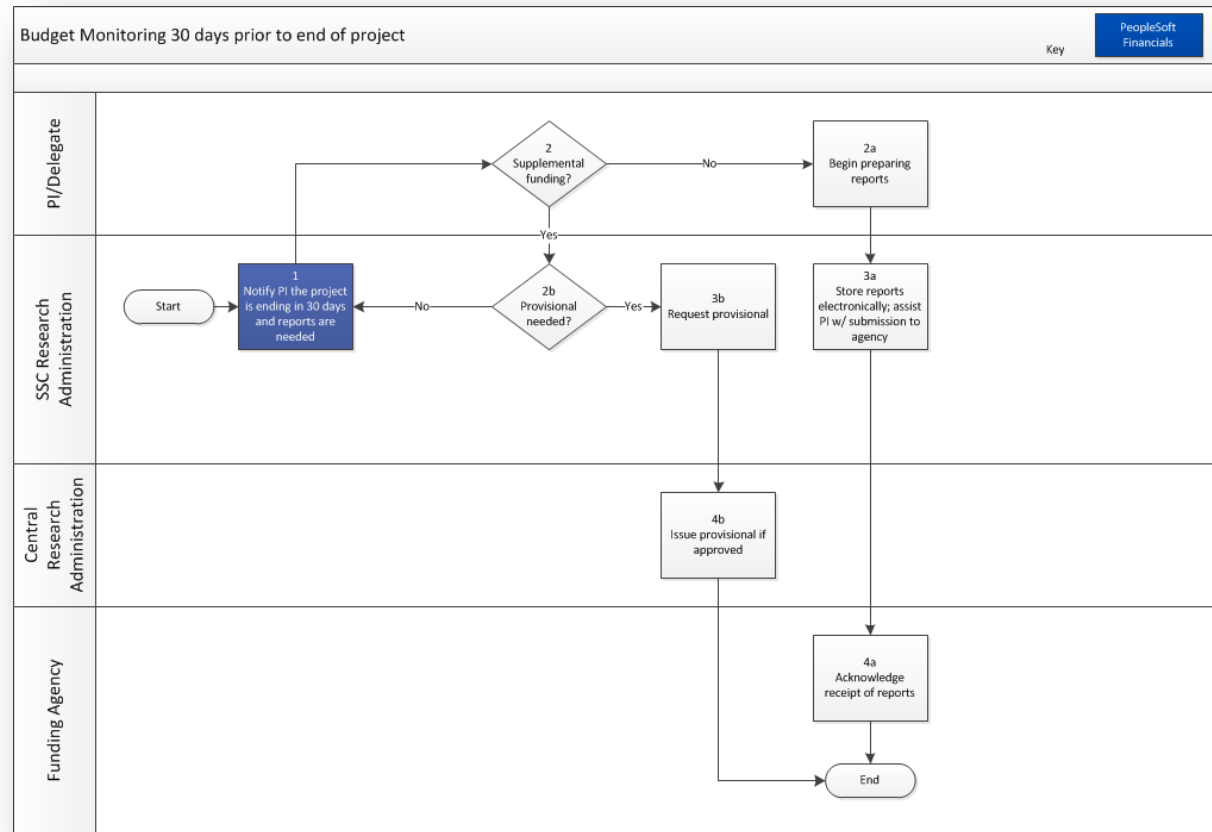 Budget Monitoring 30 days prior to end of project
Key
PeopleSoft
Financials
PI/Delegate
2
Supplemental
funding?
No
2a
Begin preparing
reports
Yes
SSC Research
Administration
Start
1
Notify PI the project
is ending in 30 days
and reports are
needed
No
2b
Provisional
needed?
Yes
3b
Request provisional
3a
Store reports
electronically; assist
PI w/ submission to
agency
Central
Research
Administration
4b
Issue provisional if
approved
Funding Agency
4a
Acknowledge
receipt of reports
End